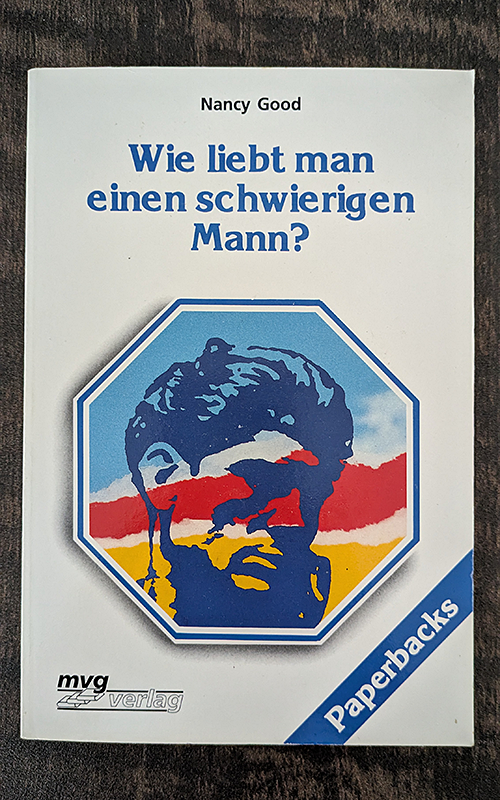 Nancy Good
Wie liebt man
einen schwierigen
Mann?
Paperbacks
mvg
verlag